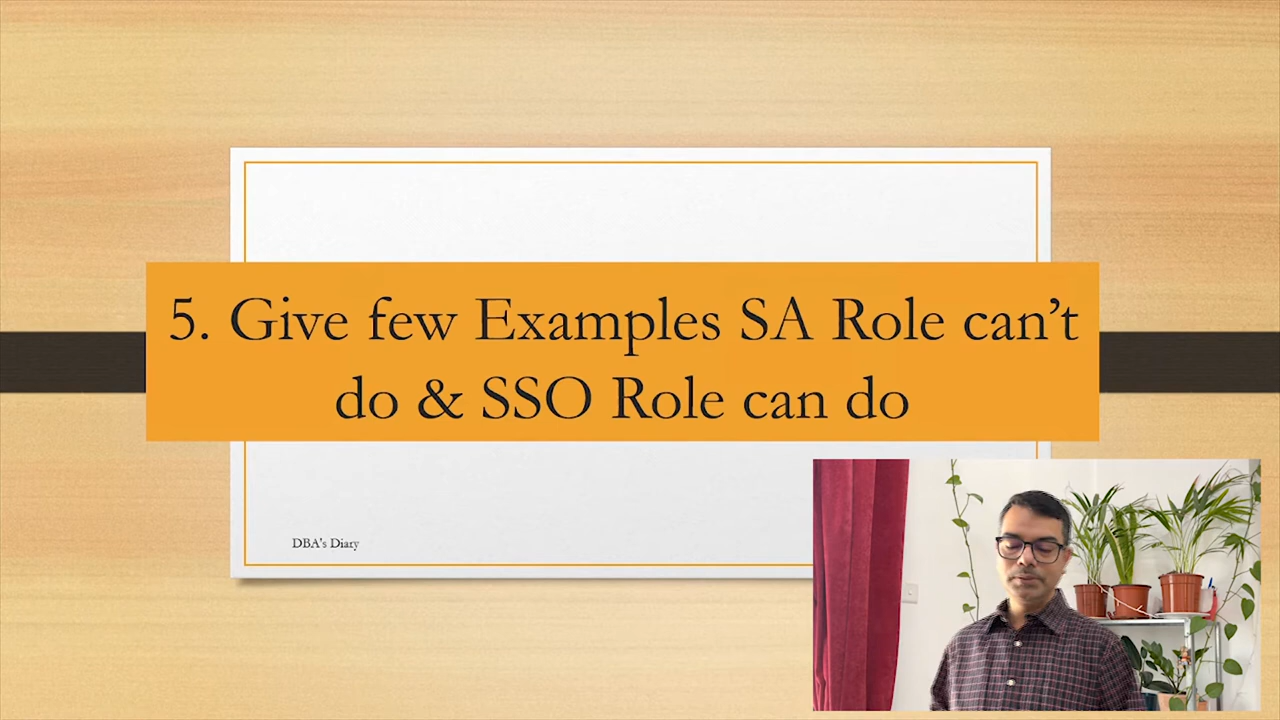 5. Give few Examples SA Role can’t
do & SSO Role can do
DBA's Diary